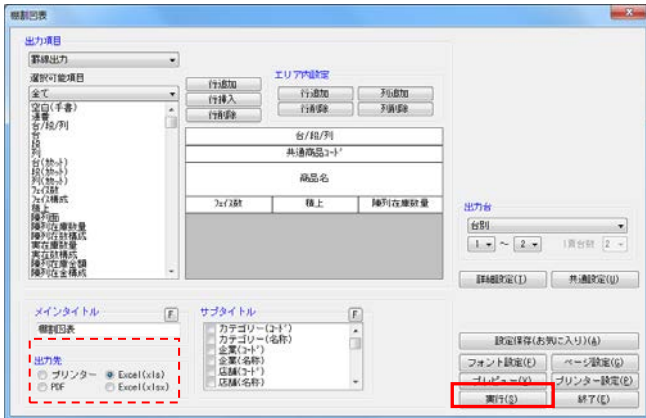 棚割図表
出力項目
罫線出力
選択可能項目
全て
空白(手書)
連番
台/段/列
台
段
列
台(ｶｾｯﾄ)
段(ｶｾｯﾄ)
列(ｶｾｯﾄ)
ﾌｪｲｽ数
ﾌｪｲｽ構成
積上
陳列面
陳列在庫数量
陳列在数構成
実在庫数量
実在数構成
陳列在庫金額
陳列在金構成
行追加
行挿入
行削除
エリア内設定
行追加
列追加
行削除
列削除
台/段/列
共通商品ｺｰﾄﾞ
商品名
ﾌｪｲｽ数
積上
陳列在庫数量
出力台
台別
1 ～ 2
1頁台数 2
詳細設定(T)
共通設定(U)
メインタイトル
F
棚割図表
サブタイトル
F
カテゴリー(ｺｰﾄﾞ)
カテゴリー(名称)
企業(ｺｰﾄﾞ)
企業(名称)
店舗(ｺｰﾄﾞ)
店舗(名称)
出力先
プリンター
Excel(xls)
PDF
Excel(xlsx)
設定保存(お気に入り)(A)
フォント設定(F)
ページ設定(G)
プレビュー(V)
プリンター設定(P)
実行(S)
終了(E)